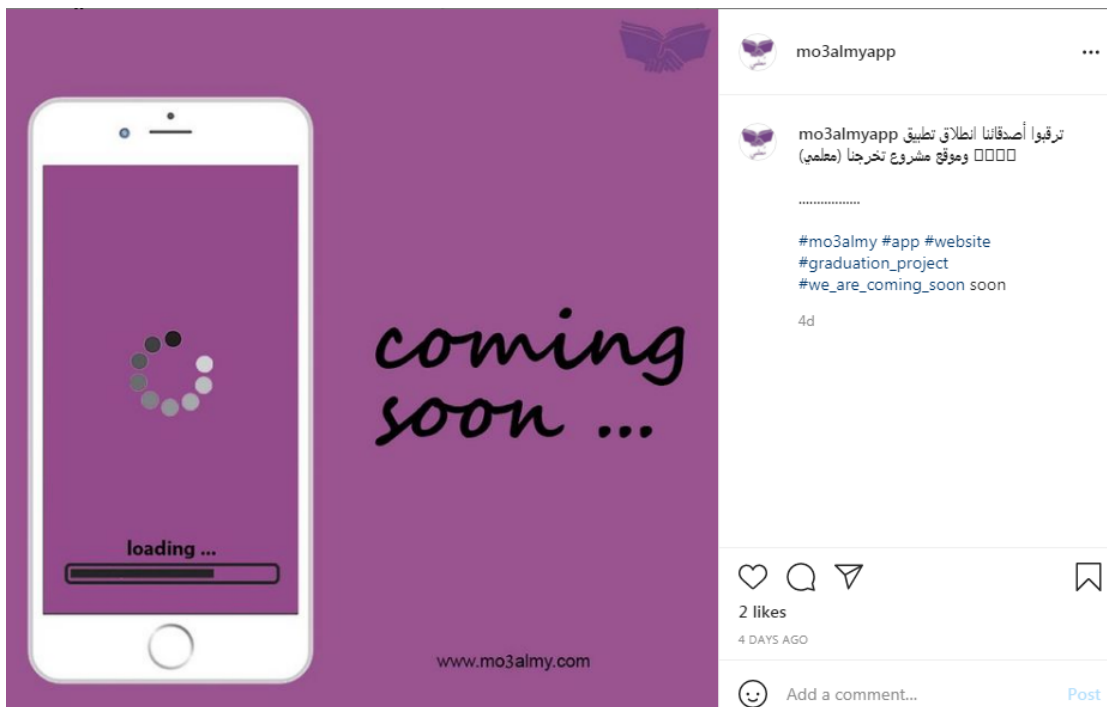 coming
soon ...
loading ...
www.mo3almy.com
mo3almyapp
mo3almyapp ترقبوا أصدقائنا انطلاق تطبيق
وموقع مشروع تخرجنا (معلمي)
.................
#mo3almy #app #website
#graduation_project
#we_are_coming_soon soon
4d
2 likes
4 DAYS AGO
Add a comment...
Post